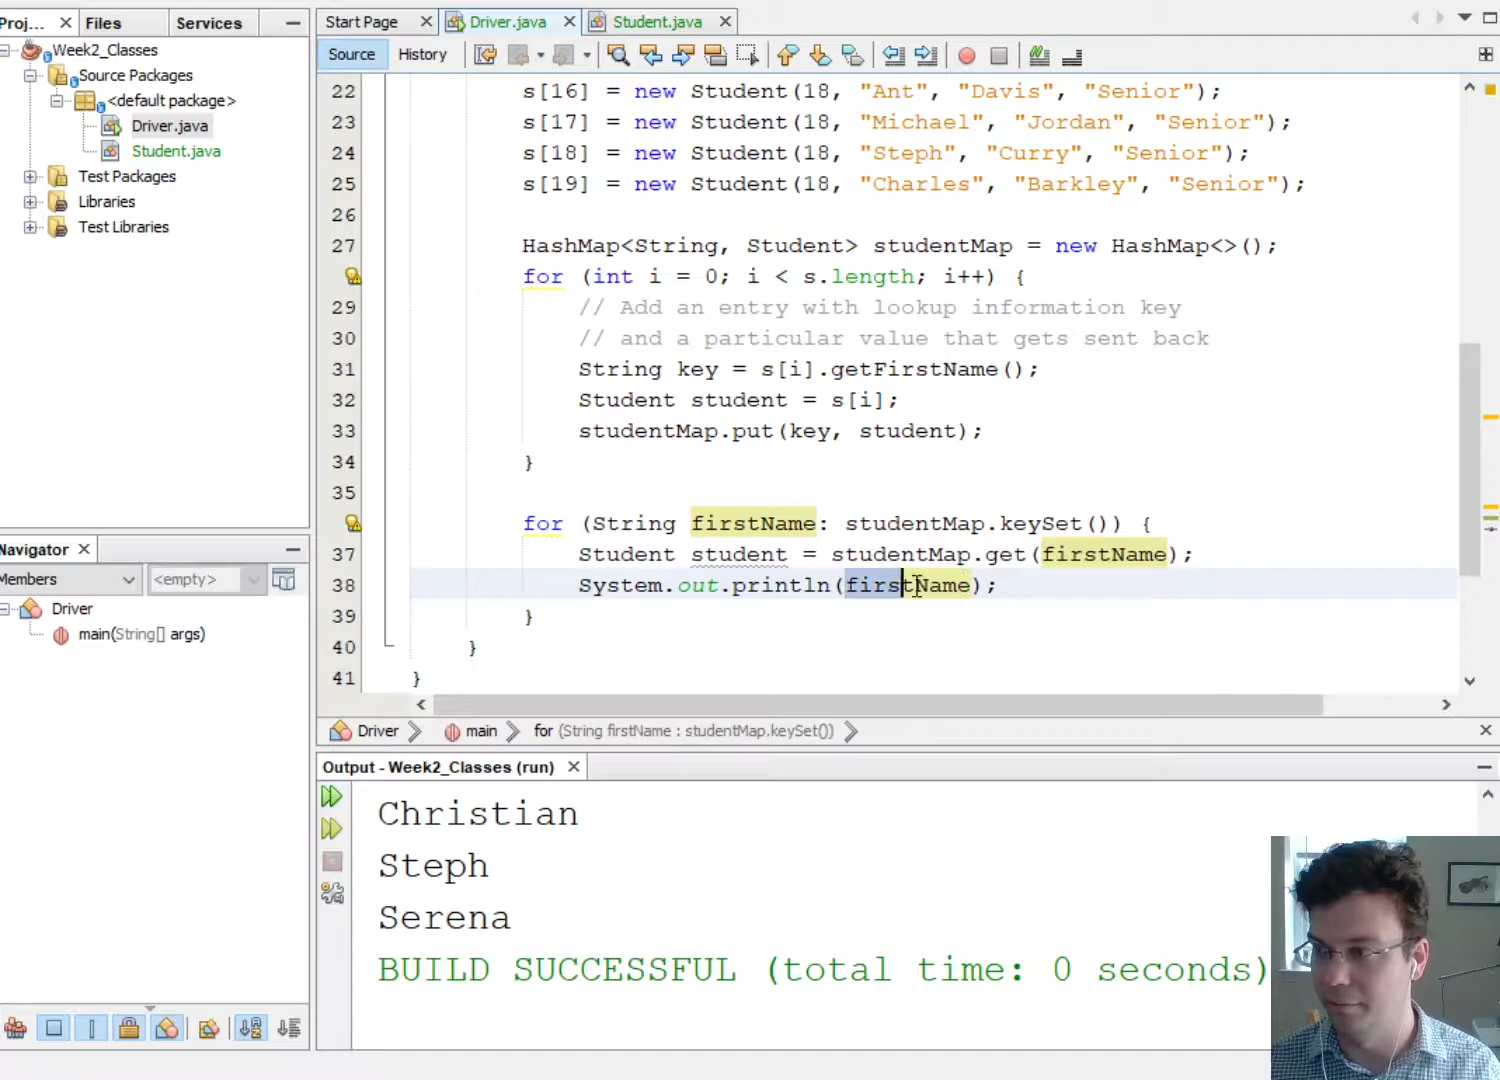 Proj...
Files
Services
Week2_Classes
Source Packages
<default package>
Driver.java
Student.java
Test Packages
Libraries
Test Libraries
Navigator
Members
<empty>
Driver
main(String[] args)
Start Page
Driver.java
Student.java
Source
History
22 s[16] = new Student(18, "Ant", "Davis", "Senior");
23 s[17] = new Student(18, "Michael", "Jordan", "Senior");
24 s[18] = new Student(18, "Steph", "Curry", "Senior");
25 s[19] = new Student(18, "Charles", "Barkley", "Senior");
26
27 HashMap<String, Student> studentMap = new HashMap<>();
for (int i = 0; i < s.length; i++) {
29 // Add an entry with lookup information key
30 // and a particular value that gets sent back
31 String key = s[i].getFirstName();
32 Student student = s[i];
33 studentMap.put(key, student);
34 }
35
for (String firstName: studentMap.keySet()) {
37 Student student = studentMap.get(firstName);
38 System.out.println(firstName);
39 }
40 }
41 }
Driver
main
for (String firstName : studentMap.keySet())
Output - Week2_Classes (run)
Christian
Steph
Serena
BUILD SUCCESSFUL (total time: 0 seconds)